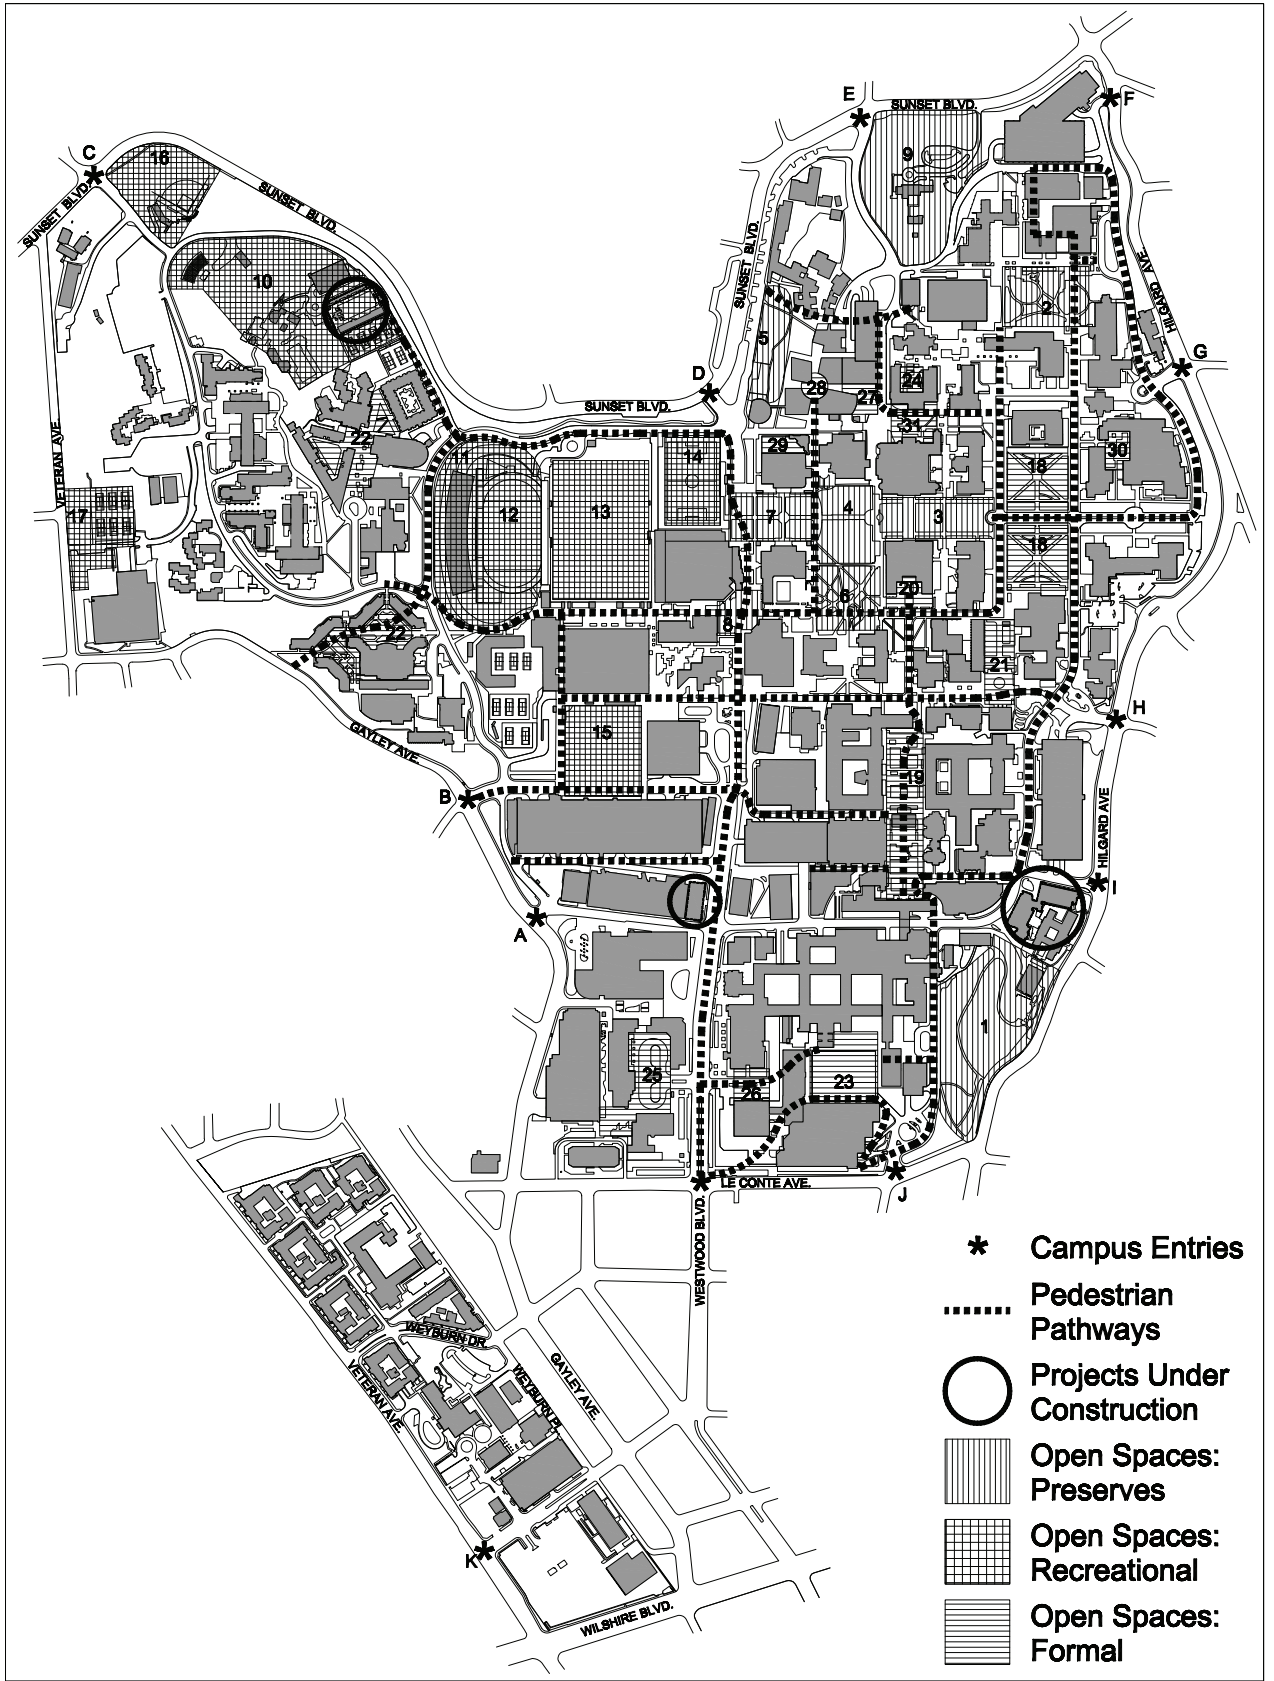 E
SUNSET BLVD.
F
C
16
9
SUNSET BLVD.
SUNSET BLVD.
10
SUNSET BLVD.
2
HILGARD AVE.
5
G
D
SUNSET BLVD.
28
24
27
31
VETERAN AVE.
22
11
14
29
30
18
17
12
13
7
4
3
18
20
6
22
8
21
H
GAYLEY AVE.
15
19
B
HILGARD AVE
I
A
1
25
26
23
LE CONTE AVE.
J
WESTWOOD BLVD.
* Campus Entries
Pedestrian
Pathways
Projects Under
Construction
Open Spaces:
Preserves
Open Spaces:
Recreational
Open Spaces:
Formal
WEYBURN DR.
VETERAN AVE.
WEYBURN PL
GAYLEY AVE.
K
WILSHIRE BLVD.